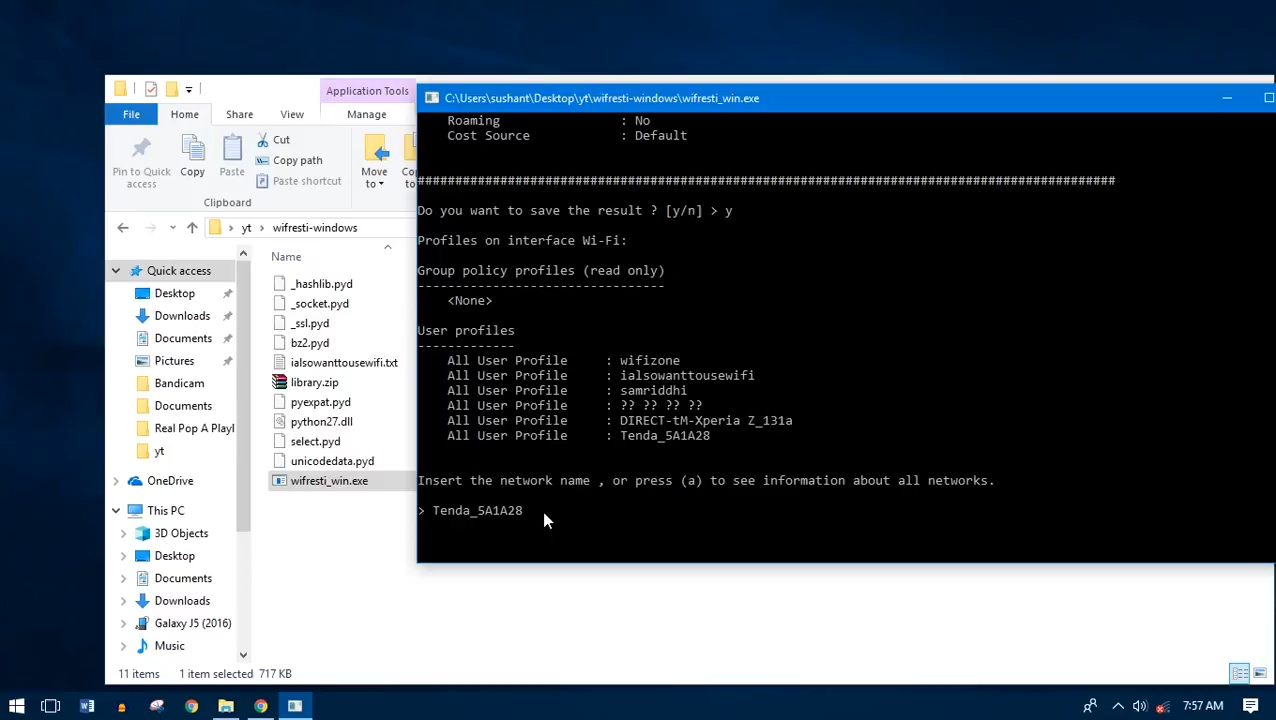 Application Tools
C:\Users\sushant\Desktop\yt\wifresti-windows\wifresti_win.exe
File
Home
Share
View
Manage
Pin to Quick
access
Copy
Paste
Cut
Copy path
Paste shortcut
Move
to
Clipboard
yt
wifresti-windows
Quick access
Desktop
Downloads
Documents
Pictures
Bandicam
Documents
Real Pop A Playl
yt
OneDrive
This PC
3D Objects
Desktop
Documents
Downloads
Galaxy J5 (2016)
Music
Name
_hashlib.pyd
_socket.pyd
_ssl.pyd
bz2.pyd
ialsowanttousewifi.txt
library.zip
pyexpat.pyd
python27.dll
select.pyd
unicodedata.pyd
wifresti_win.exe
Roaming : No
Cost Source : Default
#############################################################################################
Do you want to save the result ? [y/n] > y
Profiles on interface Wi-Fi:
Group policy profiles (read only)
---------------------------------
<None>
User profiles
-------------
All User Profile : wifizone
All User Profile : ialsowanttousewifi
All User Profile : samriddhi
All User Profile : ?? ?? ?? ??
All User Profile : DIRECT-tM-Xperia Z_131a
All User Profile : Tenda_5A1A28
Insert the network name , or press (a) to see information about all networks.
> Tenda_5A1A28
11 items 1 item selected 717 KB
7:57 AM